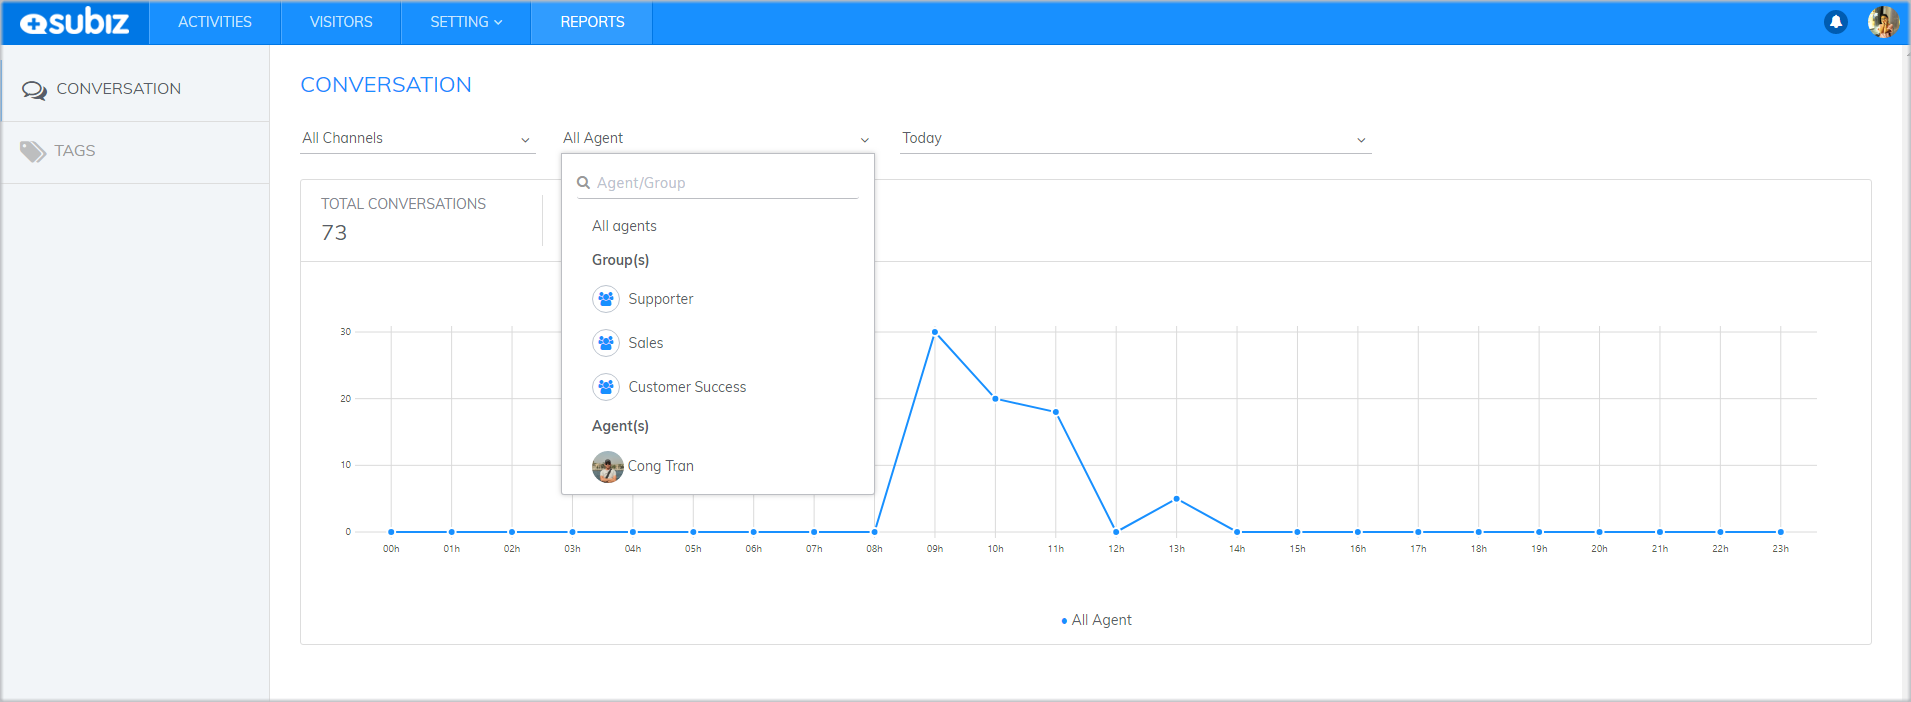 subiz
ACTIVITIES
VISITORS
SETTING
REPORTS
CONVERSATION
TAGS
CONVERSATION
All Channels
All Agent
Today
Agent/Group
All agents
Group(s)
Supporter
Sales
Customer Success
Agent(s)
Cong Tran
TOTAL CONVERSATIONS
73
30
20
10
0
00h 01h 02h 03h 04h 05h 06h 07h 08h 09h 10h 11h 12h 13h 14h 15h 16h 17h 18h 19h 20h 21h 22h 23h
All Agent